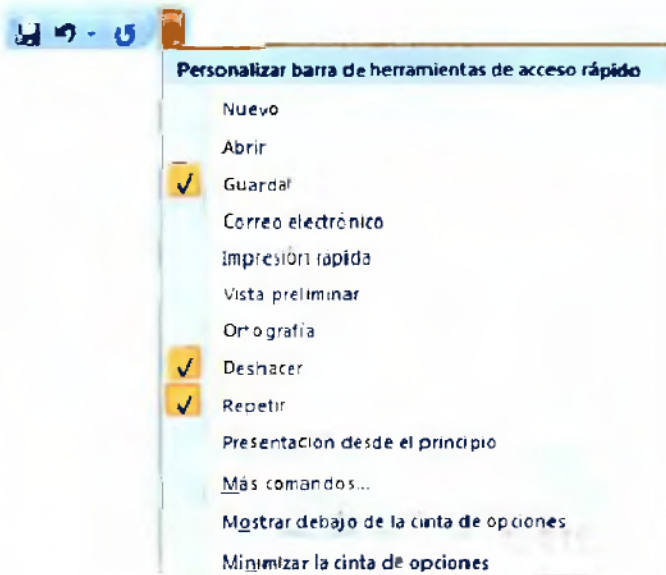 Personalizar barra de herramientas de acceso rápido
Nuevo
Abrir
Guardar
Correo electrónico
Impresión rápida
Vista preliminar
Ortografía
Deshacer
Repetir
Presentación desde el principio
Más comandos...
Mostrar debajo de la cinta de opciones
Minimizar la cinta de opciones